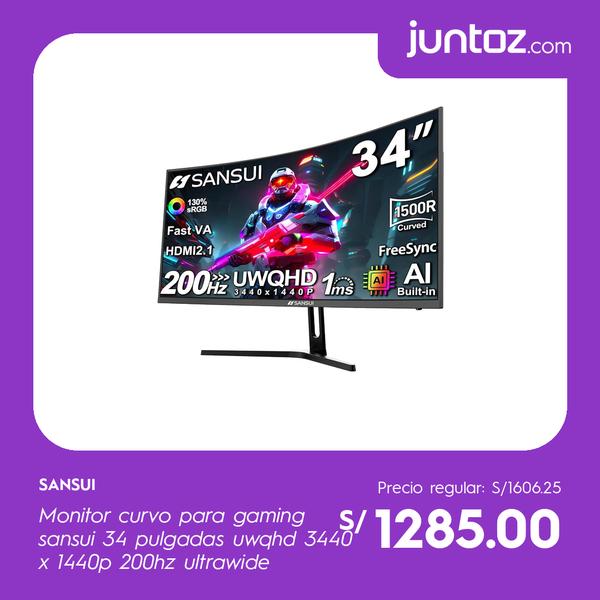 juntoz.com
34"
SANSUI
130%
sRGB
1500R
Curved
Fast VA
HDMI2.1
FreeSync
200Hz >>>
UWQHD
3440x1440P
1ms
AI
AI
Built-in
SANSUI
SANSUI
Precio regular: S/1606.25
Monitor curvo para gaming
sansui 34 pulgadas uwqhd 3440
x 1440p 200hz ultrawide
S/ 1285.00